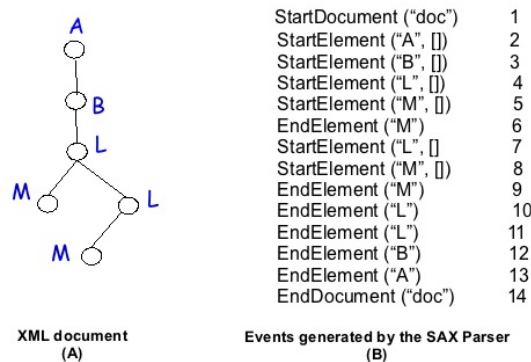 A
B
L
M
L
M
XML document
(A)
StartDocument (“doc”) 1
StartElement (“A”, []) 2
StartElement (“B”, []) 3
StartElement (“L”, []) 4
StartElement (“M”, []) 5
EndElement (“M”) 6
StartElement (“L”, [] 7
StartElement (“M”, []) 8
EndElement (“M”) 9
EndElement (“L”) 10
EndElement (“L”) 11
EndElement (“B”) 12
EndElement (“A”) 13
EndDocument (“doc”) 14
Events generated by the SAX Parser
(B)